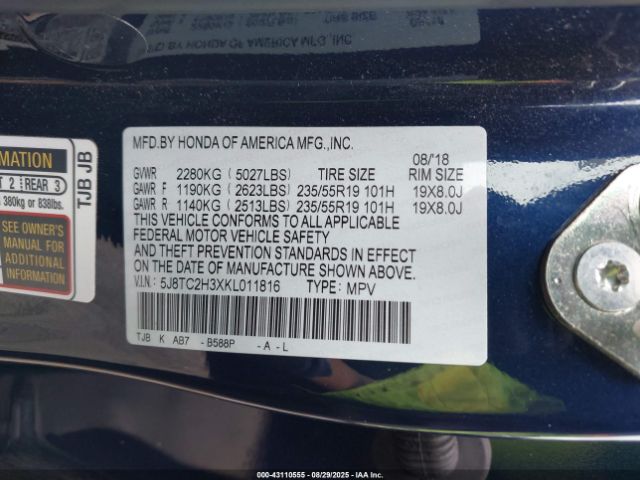 MFD.BY HONDA OF AMERICA MFG.,INC.
08/'18
GVWR 2280KG (5027LBS) TIRE SIZE RIM SIZE
GAWR F 1190KG (2623LBS) 235/55R19 101H 19X8.0J
GAWR R 1140KG (2513LBS) 235/55R19 101H 19X8.0J
THIS VEHICLE CONFORMS TO ALL APPLICABLE
FEDERAL MOTOR VEHICLE SAFETY
AND THEFT PREVENTION STANDARDS IN EFFECT
ON THE DATE OF MANUFACTURE SHOWN ABOVE.
V.I.N.: 5J8TC2H3XKL011816 TYPE: MPV
TJB K AB7 - B588P - A - L
MATION
T 2 REAR 3
380kg or 838lbs.
SEE OWNER'S
MANUAL FOR
ADDITIONAL
INFORMATION
TJB JB
00-43110555 - 08/29/2025 - IAA Inc.